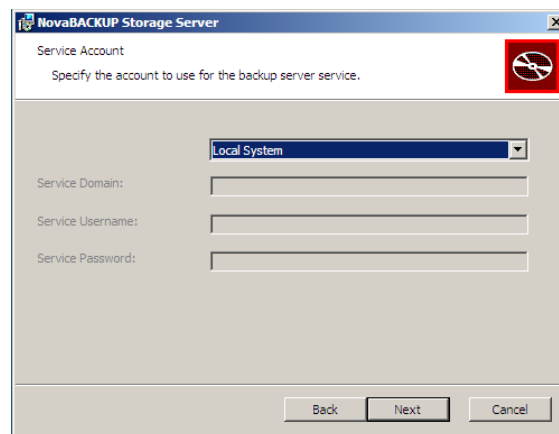 NovaBACKUP Storage Server
Service Account
Specify the account to use for the backup server service.
Local System
Service Domain:
Service Username:
Service Password:
Back Next Cancel